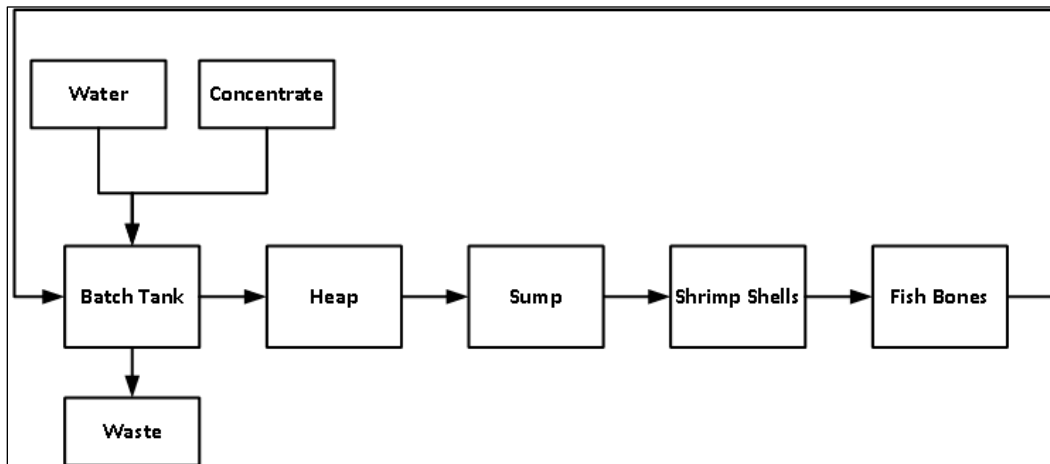 Water
Concentrate
Batch Tank
Heap
Sump
Shrimp Shells
Fish Bones
Waste